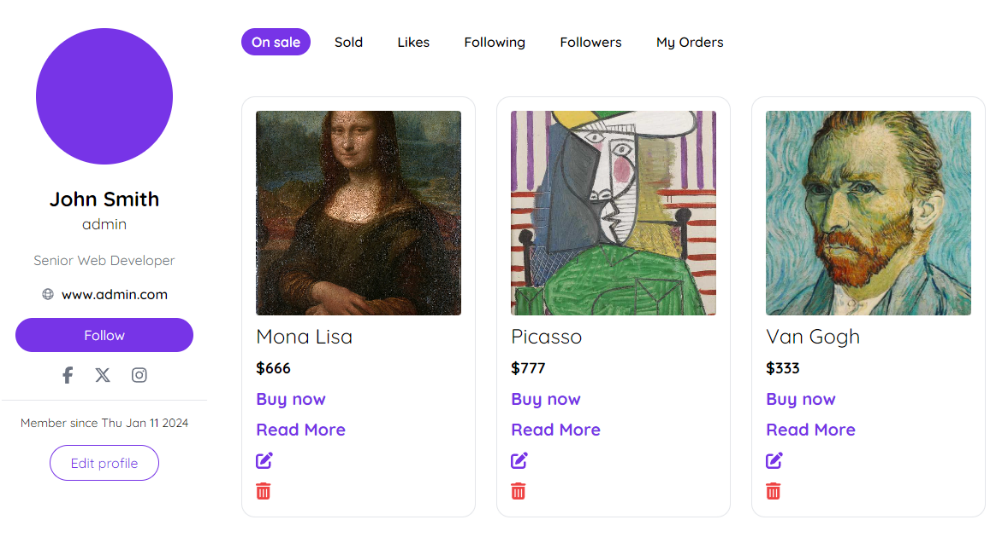 On sale Sold Likes Following Followers My Orders
John Smith
admin
Senior Web Developer
www.admin.com
Follow
Member since Thu Jan 11 2024
Edit profile
Mona Lisa
$666
Buy now
Read More
Picasso
$777
Buy now
Read More
Van Gogh
$333
Buy now
Read More